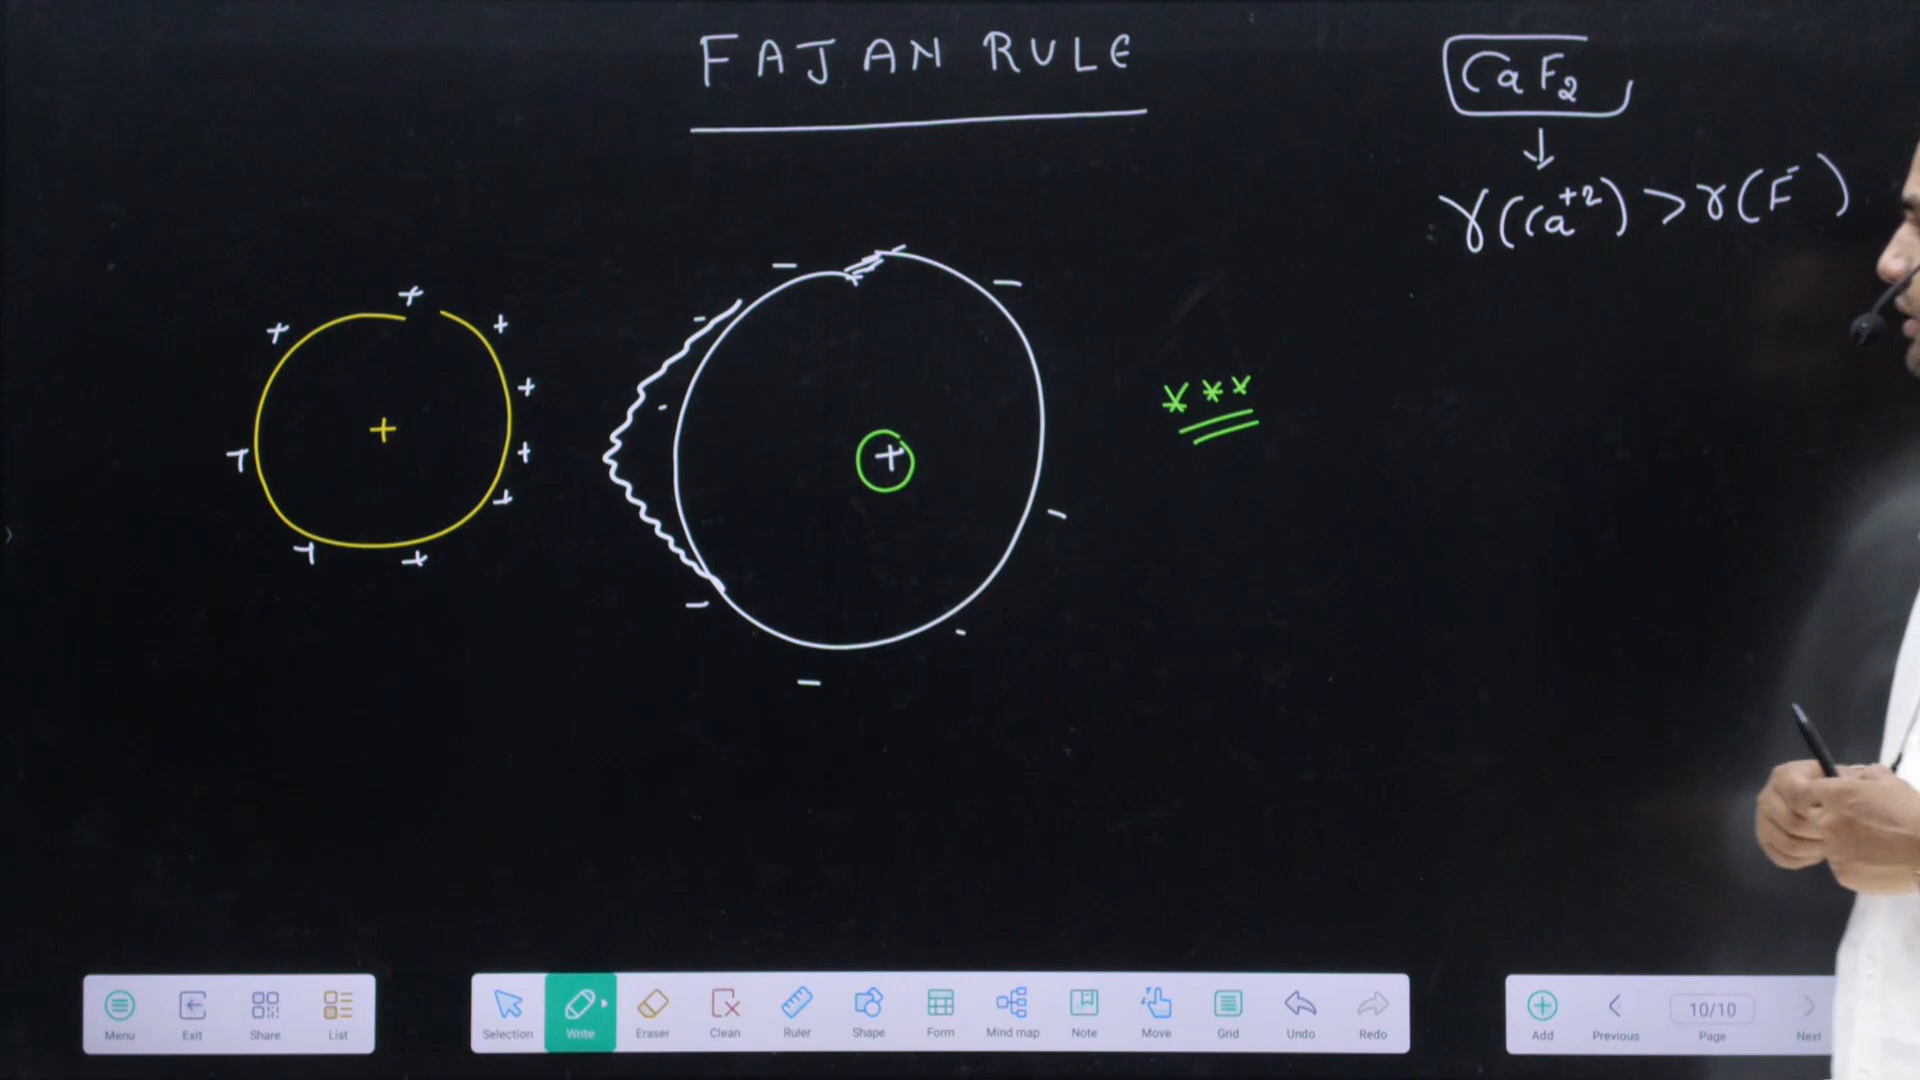 FAJAN RULE
CaF₂
↓
r(Ca⁺²) > r(F⁻)
+ + + + + + + + + +
+
- - - - - - - - -
+
***
Menu Exit Share List
Selection Write Eraser Clean Ruler Shape Form Mind map Note Move Grid Undo Redo
Add Previous 10/10 Page Next